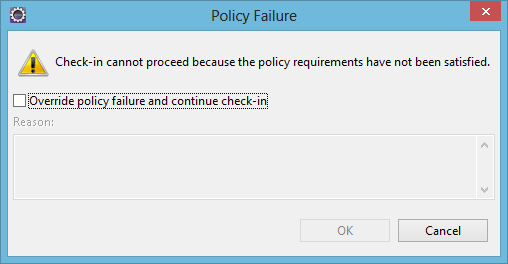 Policy Failure
Check-in cannot proceed because the policy requirements have not been satisfied.
Override policy failure and continue check-in
Reason:
OK
Cancel